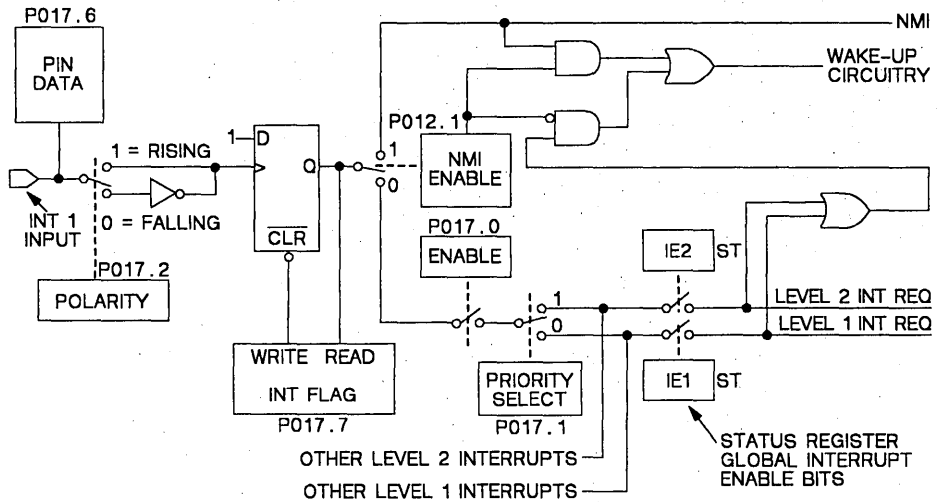 P017.6
PIN
DATA
NMI
WAKE-UP
CIRCUITRY
P012.1
1
D
Q
1
0
NMI
ENABLE
1 = RISING
0 = FALLING
INT 1
INPUT
CLR
P017.2
POLARITY
P017.0
ENABLE
IE2
ST
1
0
LEVEL 2 INT REQ
LEVEL 1 INT REQ
WRITE READ
INT FLAG
P017.7
PRIORITY
SELECT
P017.1
IE1
ST
OTHER LEVEL 2 INTERRUPTS
OTHER LEVEL 1 INTERRUPTS
STATUS REGISTER
GLOBAL INTERRUPT
ENABLE BITS